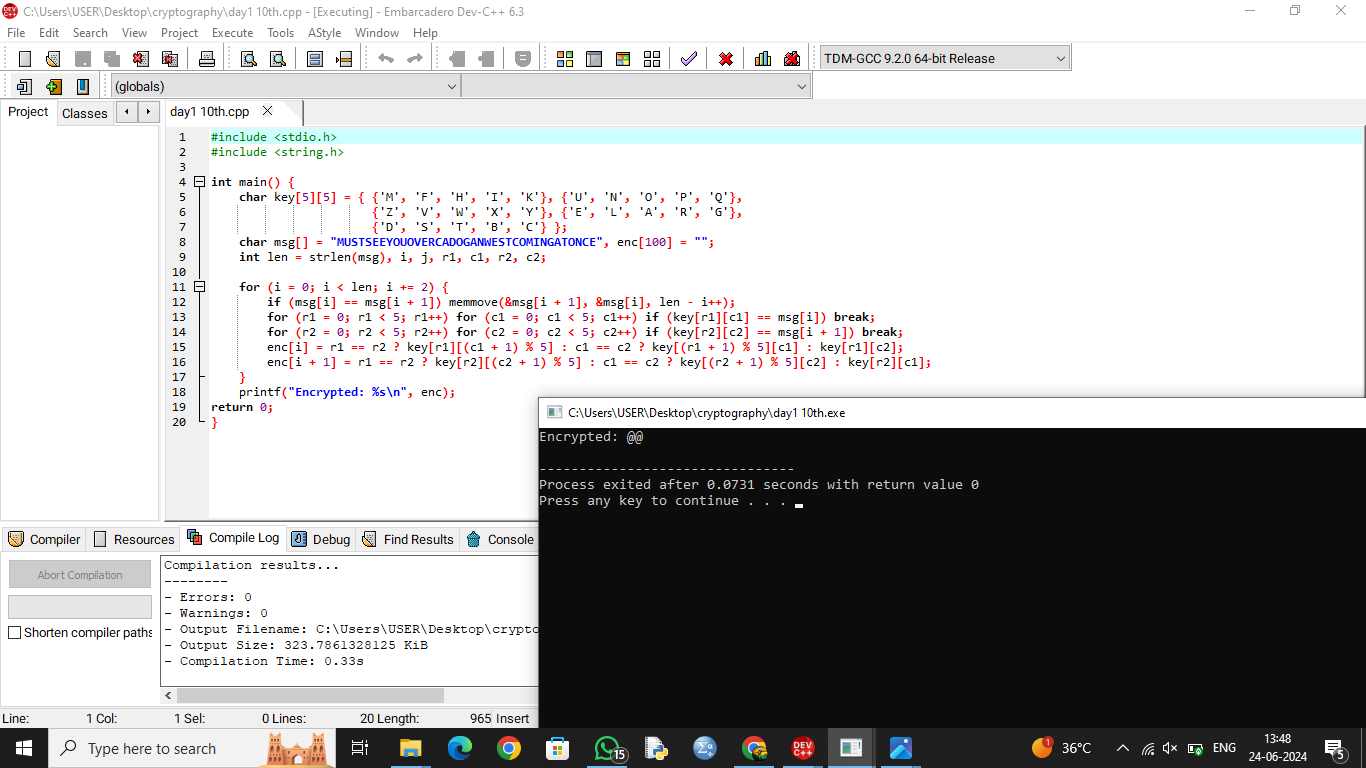 C:\Users\USER\Desktop\cryptography\day1 10th.cpp - [Executing] - Embarcadero Dev-C++ 6.3
File Edit Search View Project Execute Tools AStyle Window Help
TDM-GCC 9.2.0 64-bit Release
(globals)
Project Classes day1 10th.cpp
1 #include <stdio.h>
2 #include <string.h>
3
4 int main() {
5 char key[5][5] = { {'M', 'F', 'H', 'I', 'K'}, {'U', 'N', 'O', 'P', 'Q'},
6 {'Z', 'V', 'W', 'X', 'Y'}, {'E', 'L', 'A', 'R', 'G'},
7 {'D', 'S', 'T', 'B', 'C'} };
8 char msg[] = "MUSTSEEYOUOVERCADOGANWESTCOMINGATONCE", enc[100] = "";
9 int len = strlen(msg), i, j, r1, c1, r2, c2;
10
11 for (i = 0; i < len; i += 2) {
12 if (msg[i] == msg[i + 1]) memmove(&msg[i + 1], &msg[i], len - i++);
13 for (r1 = 0; r1 < 5; r1++) for (c1 = 0; c1 < 5; c1++) if (key[r1][c1] == msg[i]) break;
14 for (r2 = 0; r2 < 5; r2++) for (c2 = 0; c2 < 5; c2++) if (key[r2][c2] == msg[i + 1]) break;
15 enc[i] = r1 == r2 ? key[r1][(c1 + 1) % 5] : c1 == c2 ? key[(r1 + 1) % 5][c1] : key[r1][c2];
16 enc[i + 1] = r1 == r2 ? key[r2][(c2 + 1) % 5] : c1 == c2 ? key[(r2 + 1) % 5][c2] : key[r2][c1];
17 }
18 printf("Encrypted: %s\n", enc);
19 return 0;
20 }
C:\Users\USER\Desktop\cryptography\day1 10th.exe
Encrypted: @@
--------------------------------
Process exited after 0.0731 seconds with return value 0
Press any key to continue . . .
Compiler Resources Compile Log Debug Find Results Console
Abort Compilation
Shorten compiler paths
Compilation results...
--------
- Errors: 0
- Warnings: 0
- Output Filename: C:\Users\USER\Desktop\crypto
- Output Size: 323.7861328125 KiB
- Compilation Time: 0.33s
Line: 1 Col: 1 Sel: 0 Lines: 20 Length: 965 Insert
Type here to search
15
1 36°C
ENG
13:48
24-06-2024
5